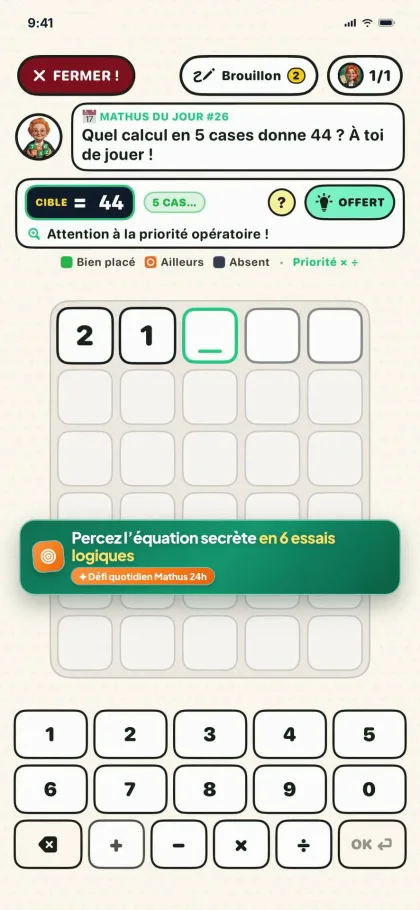 9:41
✕ FERMER !
Brouillon 2
1/1
📅 MATHUS DU JOUR #26
Quel calcul en 5 cases donne 44 ? À toi
de jouer !
CIBLE = 44
5 CAS...
?
OFFERT
Attention à la priorité opératoire !
Bien placé
Ailleurs
Absent
· Priorité × ÷
2 1 _
Percez l’équation secrète en 6 essais
logiques
✦ Défi quotidien Mathus 24h
1 2 3 4 5
6 7 8 9 0
+ − × ÷ OK